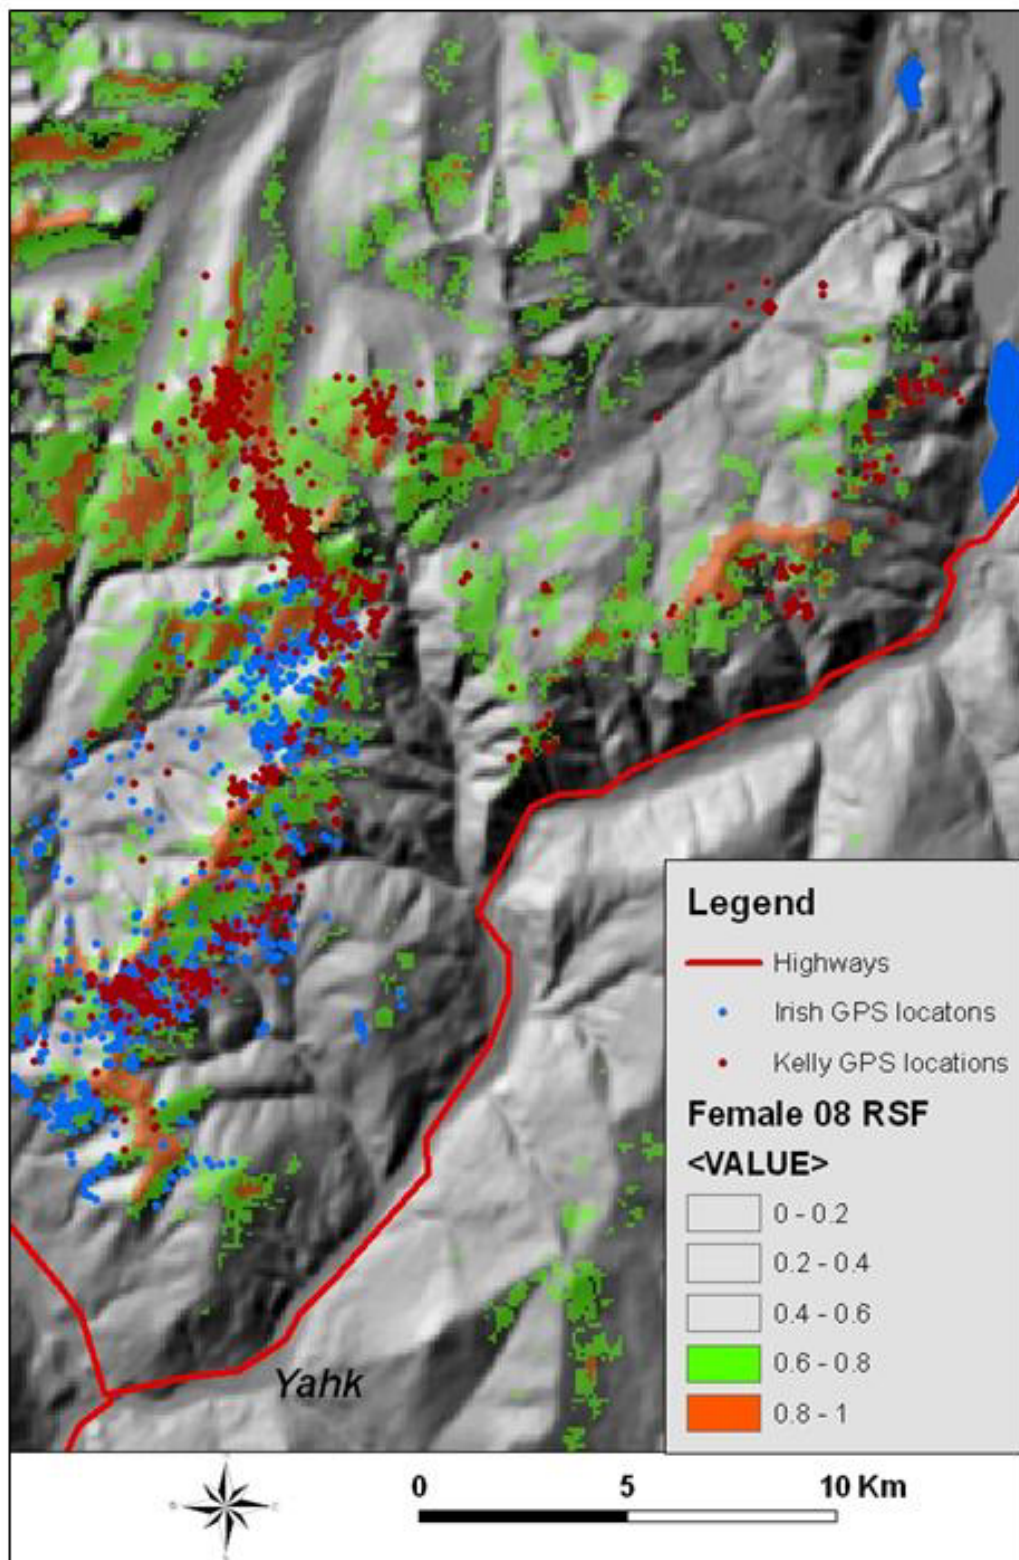 Legend
Highways
Irish GPS locatons
Kelly GPS locations
Female 08 RSF
<VALUE>
0 - 0.2
0.2 - 0.4
0.4 - 0.6
0.6 - 0.8
0.8 - 1
Yahk
0 5 10 Km